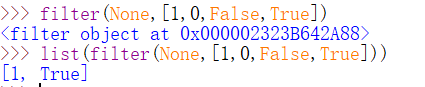 >>> filter(None,[1,0,False,True])
<filter object at 0x000002323B642A88>
>>> list(filter(None,[1,0,False,True]))
[1, True]
>>>